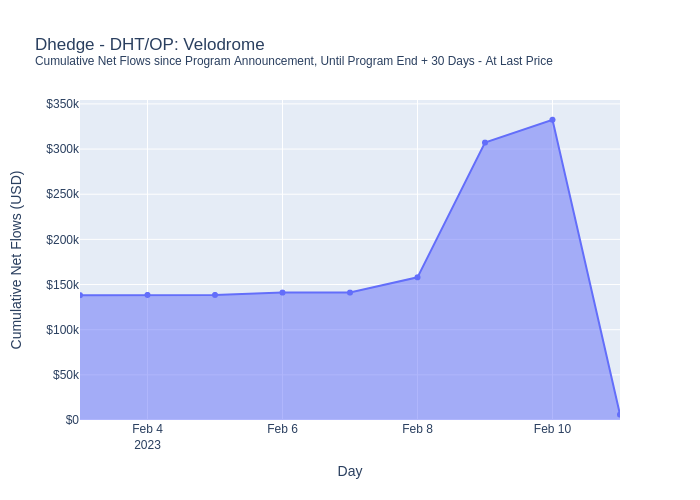 Dhedge - DHT/OP: Velodrome
Cumulative Net Flows since Program Announcement, Until Program End + 30 Days - At Last Price
Cumulative Net Flows (USD)
$350k
$300k
$250k
$200k
$150k
$100k
$50k
$0
Feb 4 Feb 6 Feb 8 Feb 10
2023
Day